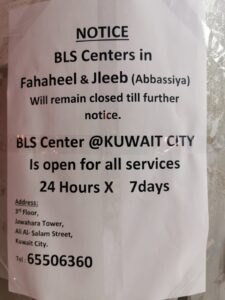 NOTICE
BLS Centers in
Fahaheel & Jleeb (Abbassiya)
Will remain closed till further
notice.
BLS Center @KUWAIT CITY
Is open for all services
24 Hours X 7days
Address:
3rd Floor,
Jawahara Tower,
Ali Al- Salam Street,
Kuwait City.
Tel : 65506360